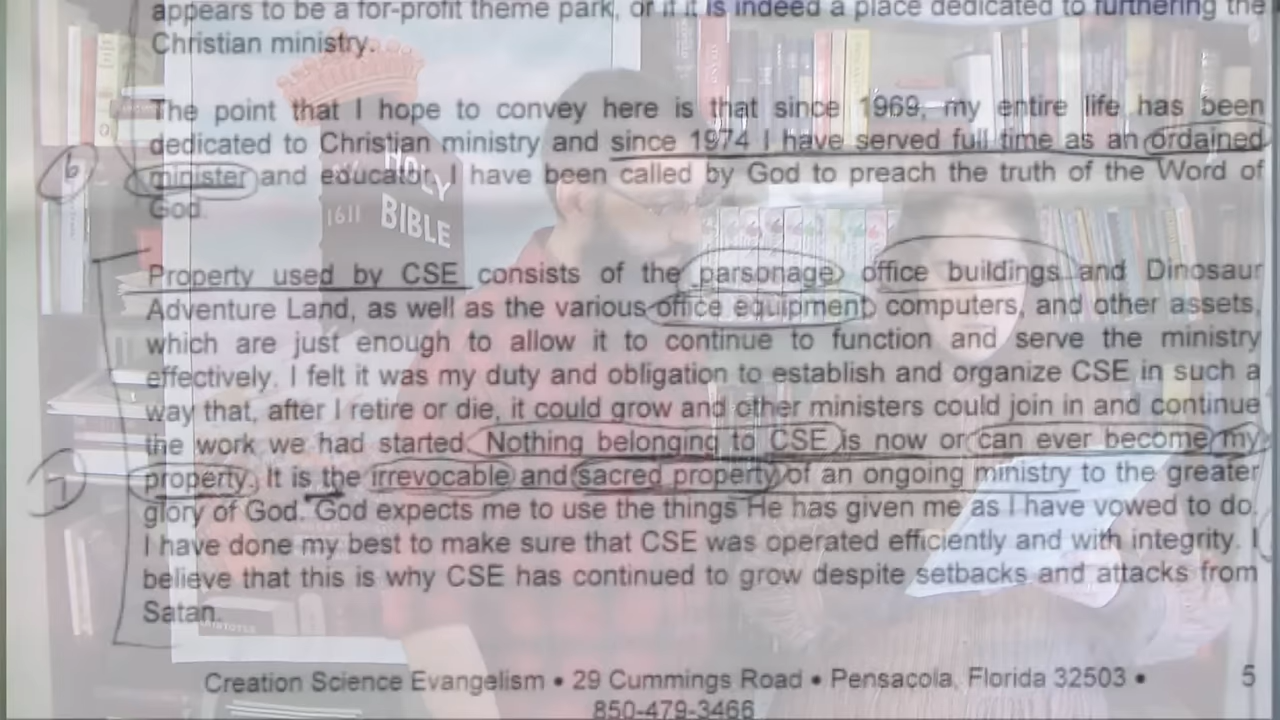 appears to be a for-profit theme park, or if it is indeed a place dedicated to furthering the
Christian ministry.
The point that I hope to convey here is that since 1969, my entire life has been
dedicated to Christian ministry and since 1974 I have served full time as an ordained
minister and educator. I have been called by God to preach the truth of the Word of
God.
6
HOLY
BIBLE
1611
Property used by CSE consists of the parsonage, office buildings and Dinosaur
Adventure Land, as well as the various office equipment, computers, and other assets,
which are just enough to allow it to continue to function and serve the ministry
effectively. I felt it was my duty and obligation to establish and organize CSE in such a
way that, after I retire or die, it could grow and other ministers could join in and continue
the work we had started. Nothing belonging to CSE is now or can ever become my
property. It is the irrevocable and sacred property of an ongoing ministry to the greater
glory of God. God expects me to use the things He has given me as I have vowed to do.
I have done my best to make sure that CSE was operated efficiently and with integrity. I
believe that this is why CSE has continued to grow despite setbacks and attacks from
Satan.
7
Creation Science Evangelism • 29 Cummings Road • Pensacola, Florida 32503 •
850-479-3466
5